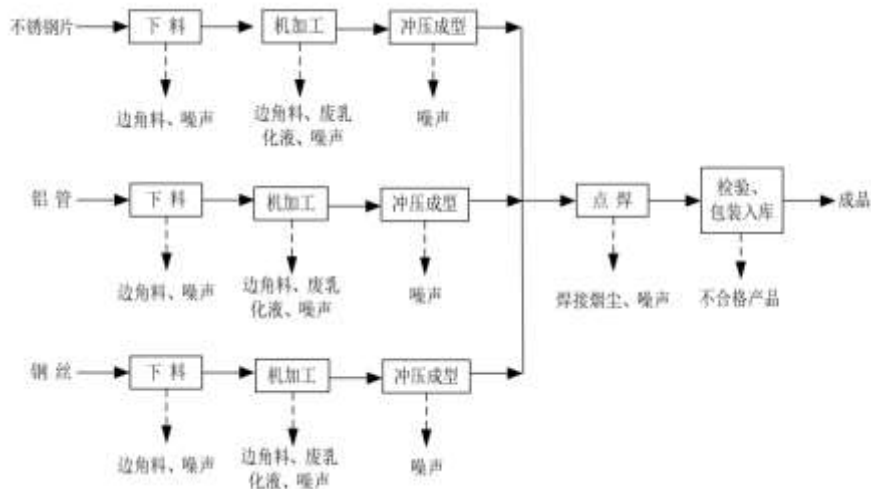 不锈钢片 下 料 机加工 冲压成型
边角料、噪声 边角料、废乳 噪声
化液、噪声
检验、
铝 管 下 料 机加工 冲压成型 点 焊 包装入库 成品
边角料、噪声 边角料、废乳 噪声 焊接烟尘、噪声 不合格产品
化液、噪声
钢 丝 下 料 机加工 冲压成型
边角料、噪声 边角料、废乳 噪声
化液、噪声